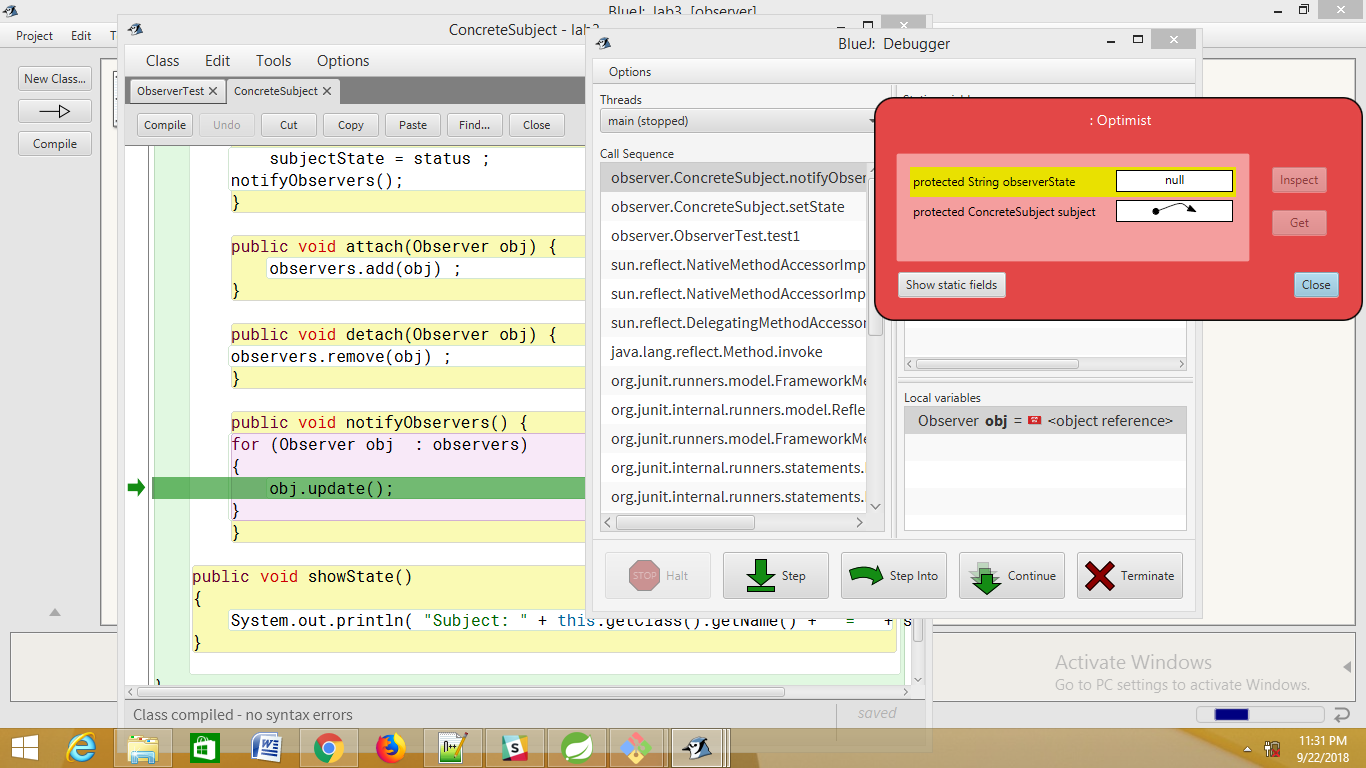 BlueJ: lab3 [observer]
Project Edit
New Class...
Compile
ConcreteSubject -
Class Edit Tools Options
ObserverTest ConcreteSubject
Compile Undo Cut Copy Paste Find... Close
subjectState = status ;
notifyObservers();
}
public void attach(Observer obj) {
observers.add(obj) ;
}
public void detach(Observer obj) {
observers.remove(obj) ;
}
public void notifyObservers() {
for (Observer obj : observers)
{
obj.update();
}
}
public void showState()
{
System.out.println( "Subject: " + this.getClass().getName() + " = " + s
}
}
Class compiled - no syntax errors
saved
BlueJ: Debugger
Options
Threads
main (stopped)
Call Sequence
observer.ConcreteSubject.notifyObser
observer.ConcreteSubject.setState
observer.ObserverTest.test1
sun.reflect.NativeMethodAccessorImp
sun.reflect.NativeMethodAccessorImp
sun.reflect.DelegatingMethodAccessor
java.lang.reflect.Method.invoke
org.junit.runners.model.FrameworkMe
org.junit.internal.runners.model.Refle
org.junit.runners.model.FrameworkMe
org.junit.internal.runners.statements.
org.junit.internal.runners.statements.
Local variables
Observer obj = <object reference>
STOP Halt
Step
Step Into
Continue
Terminate
: Optimist
protected String observerState null
protected ConcreteSubject subject
Inspect
Get
Show static fields
Close
Activate Windows
Go to PC settings to activate Windows.
11:31 PM
9/22/2018